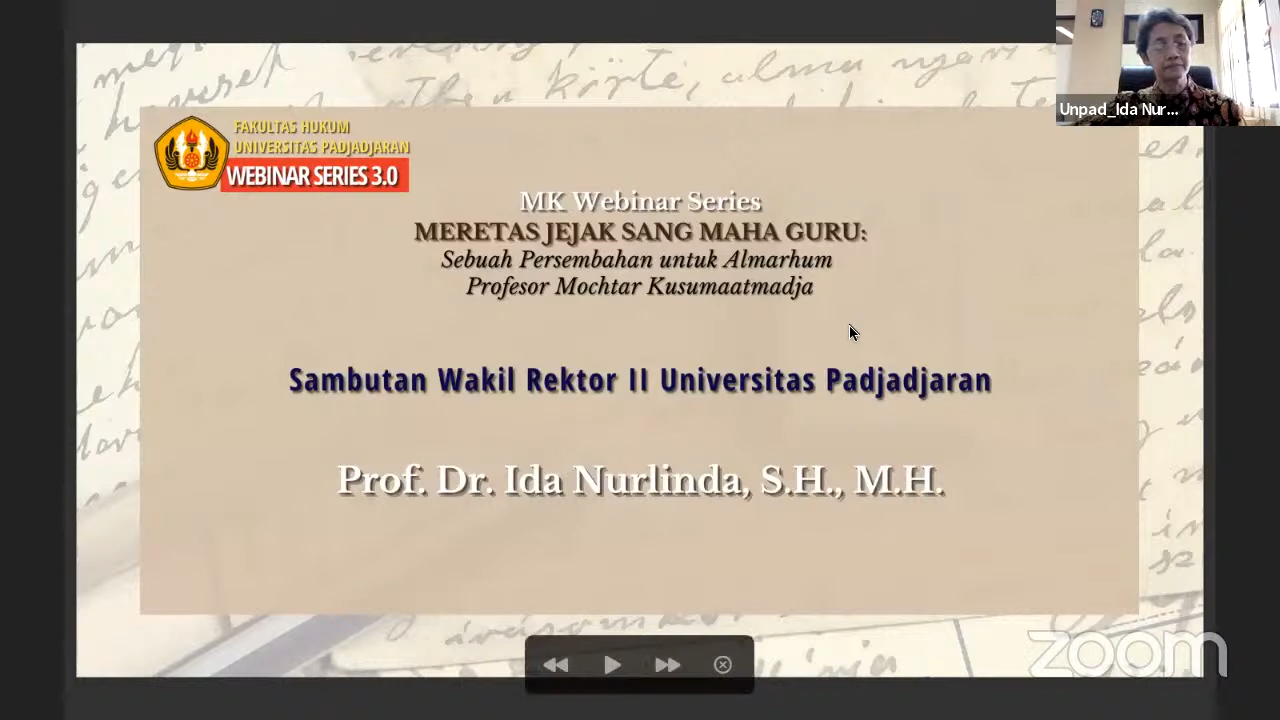 FAKULTAS HUKUM
UNIVERSITAS PADJADJARAN
WEBINAR SERIES 3.0
MK Webinar Series
MERETAS JEJAK SANG MAHA GURU:
Sebuah Persembahan untuk Almarhum
Profesor Mochtar Kusumaatmadja
Sambutan Wakil Rektor II Universitas Padjadjaran
Prof. Dr. Ida Nurlinda, S.H., M.H.
Unpad_Ida Nur...
zoom